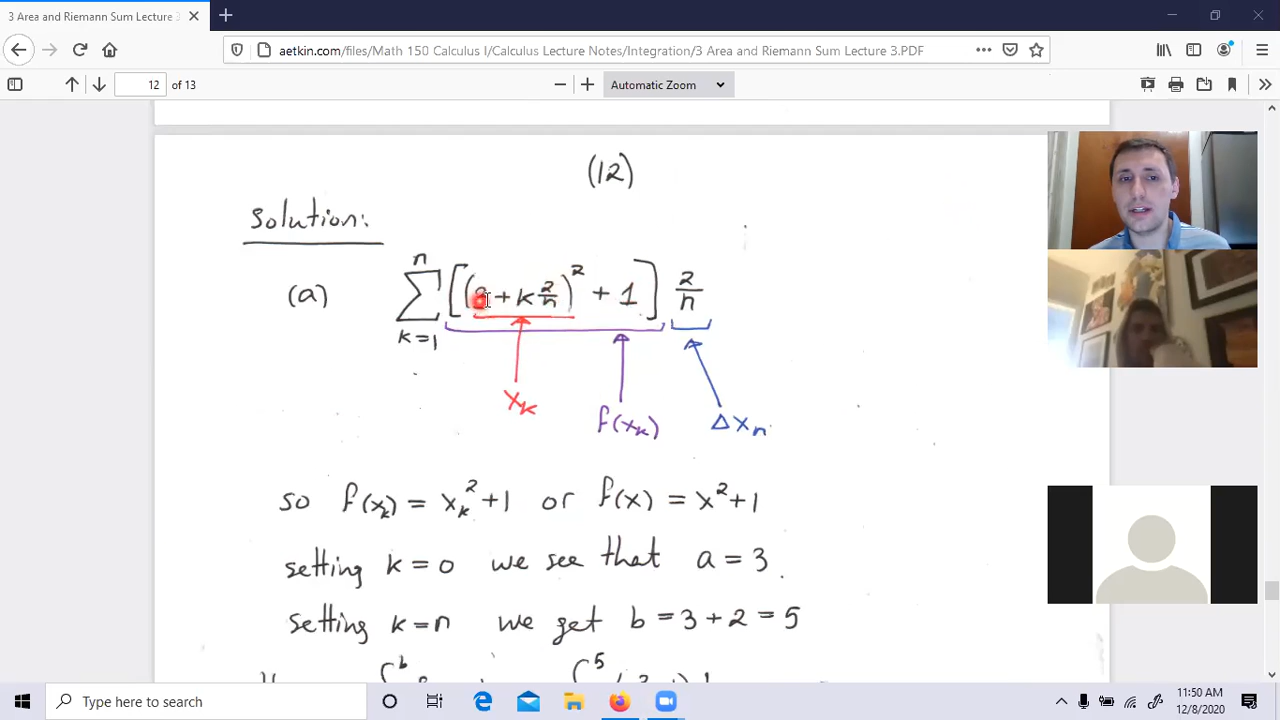 3 Area and Riemann Sum Lecture 3
aetkin.com/files/Math 150 Calculus I/Calculus Lecture Notes/Integration/3 Area and Riemann Sum Lecture 3.PDF
12 of 13
Automatic Zoom
(12)
Solution:
(a) n ∑ k=1 [( + k 2/n)² + 1] 2/n
x_k f(x_k) Δx_n
so f(x_k) = x_k² + 1 or f(x) = x² + 1
setting k = 0 we see that a = 3
setting k = n we get b = 3 + 2 = 5
Type here to search
11:50 AM
12/8/2020